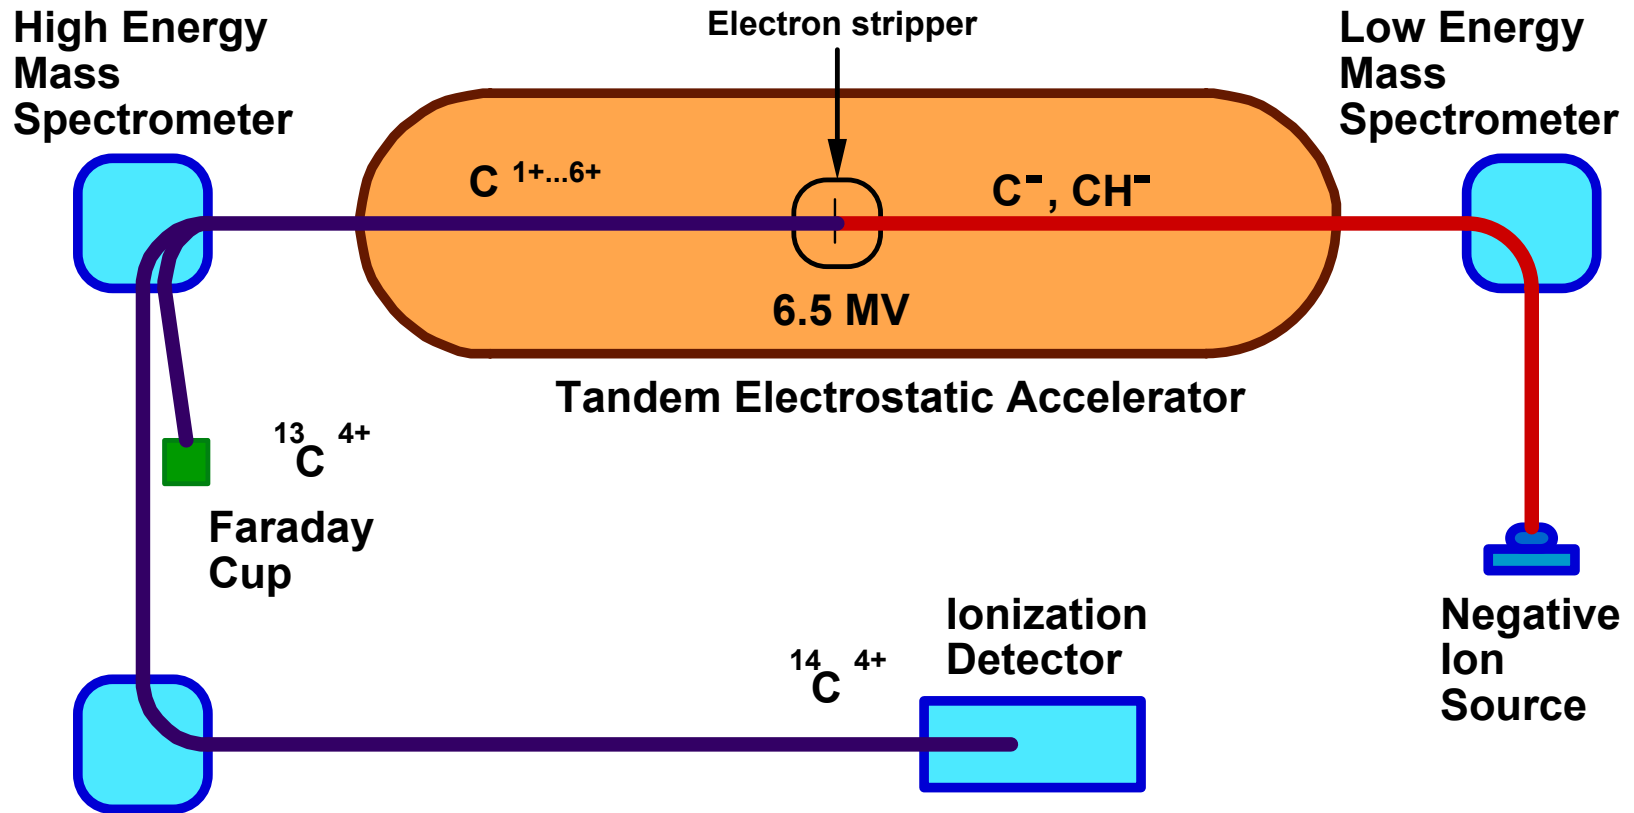 High Energy
Mass
Spectrometer
Electron stripper
Low Energy
Mass
Spectrometer
C 1+...6+
C-, CH-
6.5 MV
Tandem Electrostatic Accelerator
13C 4+
Faraday
Cup
14C 4+
Ionization
Detector
Negative
Ion
Source